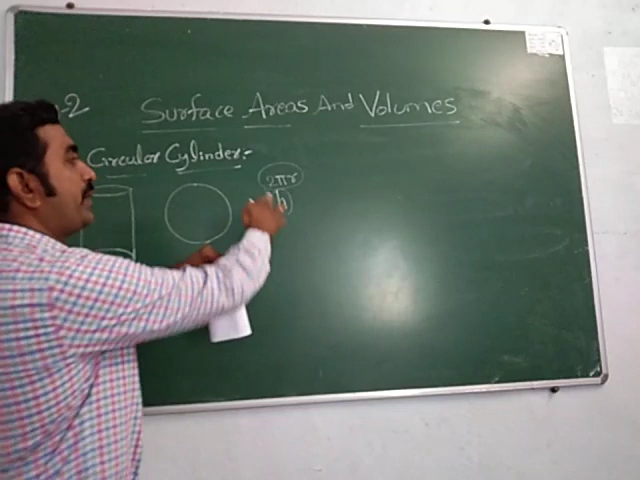 -2
Surface Areas And Volumes
Circular Cylinder:-
2πr
h